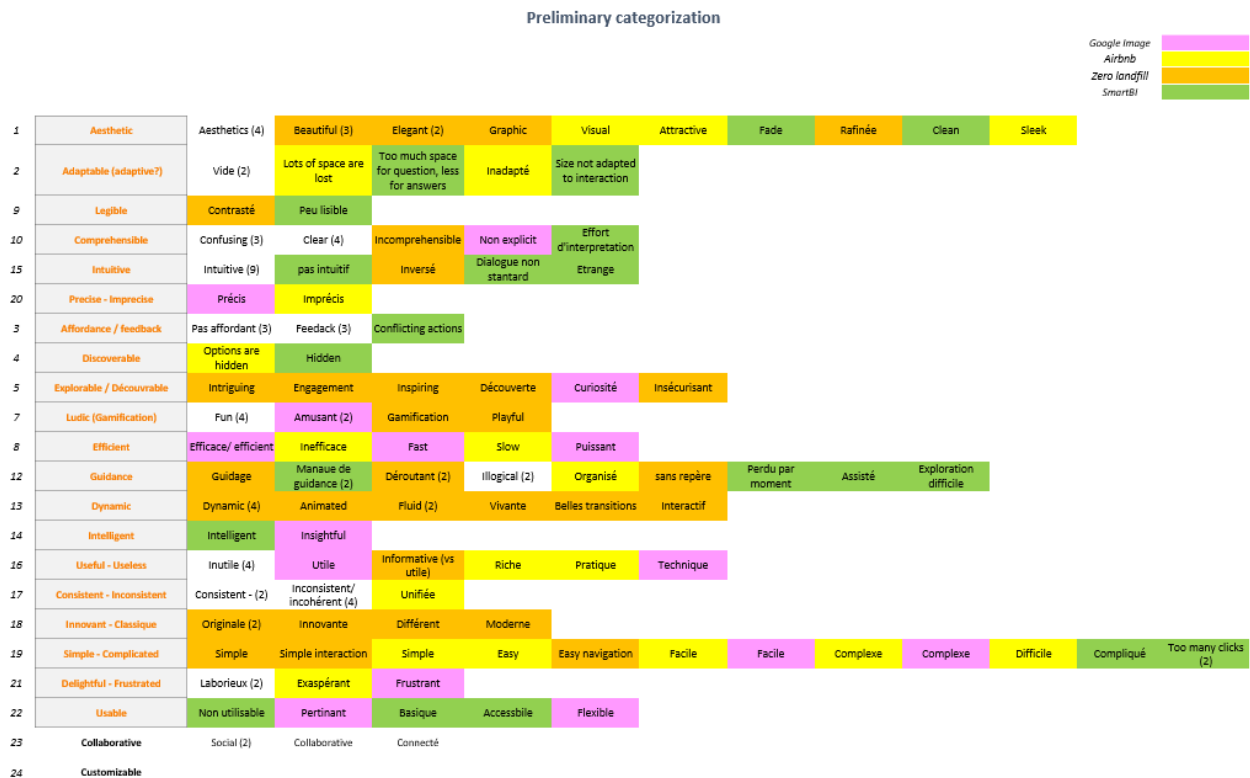 Preliminary categorization
Google Image
Airbnb
Zero landfill
SmartBI
1 Aesthetic Aesthetics (4) Beautiful (3) Elegant (2) Graphic Visual Attractive Fade Rafinée Clean Sleek
2 Adaptable (adaptive?) Vide (2) Lots of space are lost Too much space for question, less for answers Inadapté Size not adapted to interaction
9 Legible Contrasté Peu lisible
10 Comprehensible Confusing (3) Clear (4) Incomprehensible Non explicit Effort d'interpretation
15 Intuitive Intuitive (9) pas intuitif Inversé Dialogue non stantard Etrange
20 Precise - Imprecise Précis Imprécis
3 Affordance / feedback Pas affordant (3) Feedack (3) Conflicting actions
4 Discoverable Options are hidden Hidden
5 Explorable / Découvrable Intriguing Engagement Inspiring Découverte Curiosité Insécurisant
7 Ludic (Gamification) Fun (4) Amusant (2) Gamification Playful
8 Efficient Efficace/ efficient Inefficace Fast Slow Puissant
12 Guidance Guidage Manaue de guidance (2) Déroutant (2) Illogical (2) Organisé sans repère Perdu par moment Assisté Exploration difficile
13 Dynamic Dynamic (4) Animated Fluid (2) Vivante Belles transitions Interactif
14 Intelligent Intelligent Insightful
16 Useful - Useless Inutile (4) Utile Informative (vs utile) Riche Pratique Technique
17 Consistent - Inconsistent Consistent - (2) Inconsistent/ incohérent (4) Unifiée
18 Innovant - Classique Originale (2) Innovante Différent Moderne
19 Simple - Complicated Simple Simple interaction Simple Easy Easy navigation Facile Facile Complexe Complexe Difficile Compliqué Too many clicks (2)
21 Delightful - Frustrated Laborieux (2) Exaspérant Frustrant
22 Usable Non utilisable Pertinant Basique Accessbile Flexible
23 Collaborative Social (2) Collaborative Connecté
24 Customizable